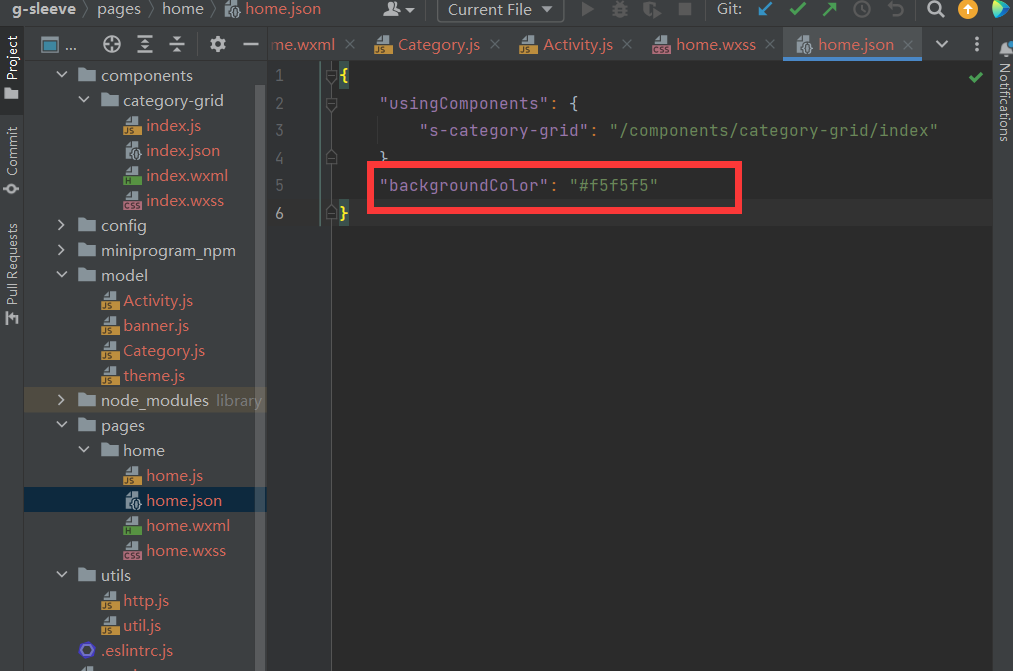 g-sleeve pages home home.json Current File Git:
Project ... me.wxml Category.js Activity.js home.wxss home.json
Commit
Pull Requests
components
category-grid
index.js
index.json
index.wxml
index.wxss
config
miniprogram_npm
model
Activity.js
banner.js
Category.js
theme.js
node_modules library
pages
home
home.js
home.json
home.wxml
home.wxss
utils
http.js
util.js
.eslintrc.js
1 {
2 "usingComponents": {
3 "s-category-grid": "/components/category-grid/index"
4 }
5 "backgroundColor": "#f5f5f5"
6 }
Notifications